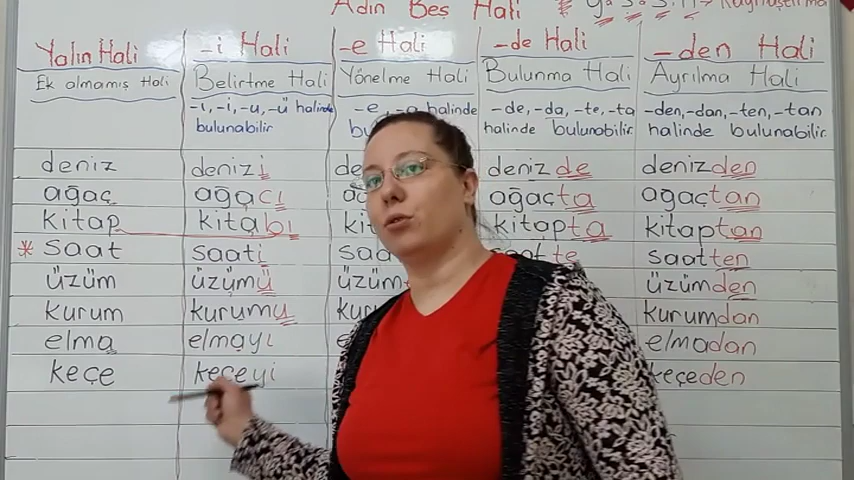 Adın Beş Hali * y. s. ş. n → Kaynaştırma
Yalın Hali -i Hali -e Hali -de Hali -den Hali
Ek almamış Hali Belirtme Hali Yönelme Hali Bulunma Hali Ayrılma Hali
-ı, -i, -u, -ü halinde -e, -a halinde -de, -da, -te, -ta -den, -dan, -ten, -tan
bulunabilir halinde bulunabilir. halinde bulunabilir.
deniz denizi denizde denizden
ağaç ağacı ağaçta ağaçtan
kitap kitabı kitapta kitaptan
* saat saati saatte saatten
üzüm üzümü üzümden
kurum kurumu kurumdan
elma elmayı elmadan
keçe keçeyi keçeden